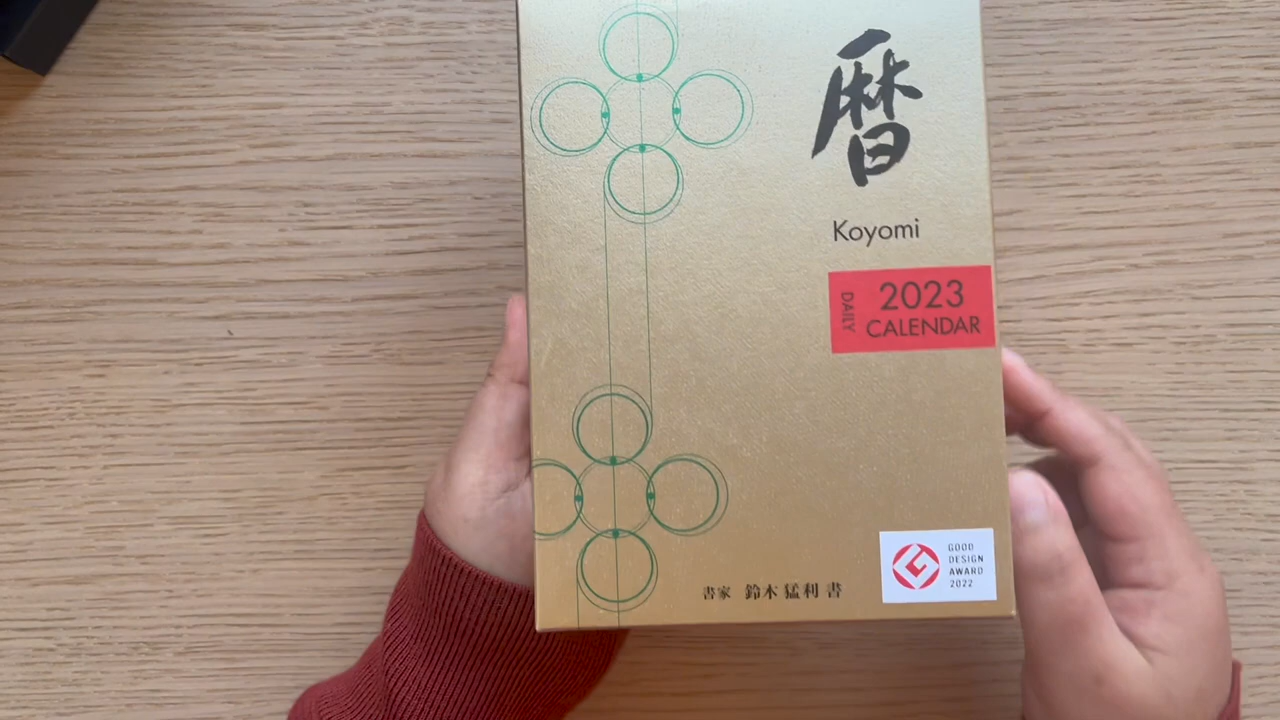 暦
Koyomi
DAILY
2023
CALENDAR
GOOD
DESIGN
AWARD
2022
書家 鈴木猛利 書